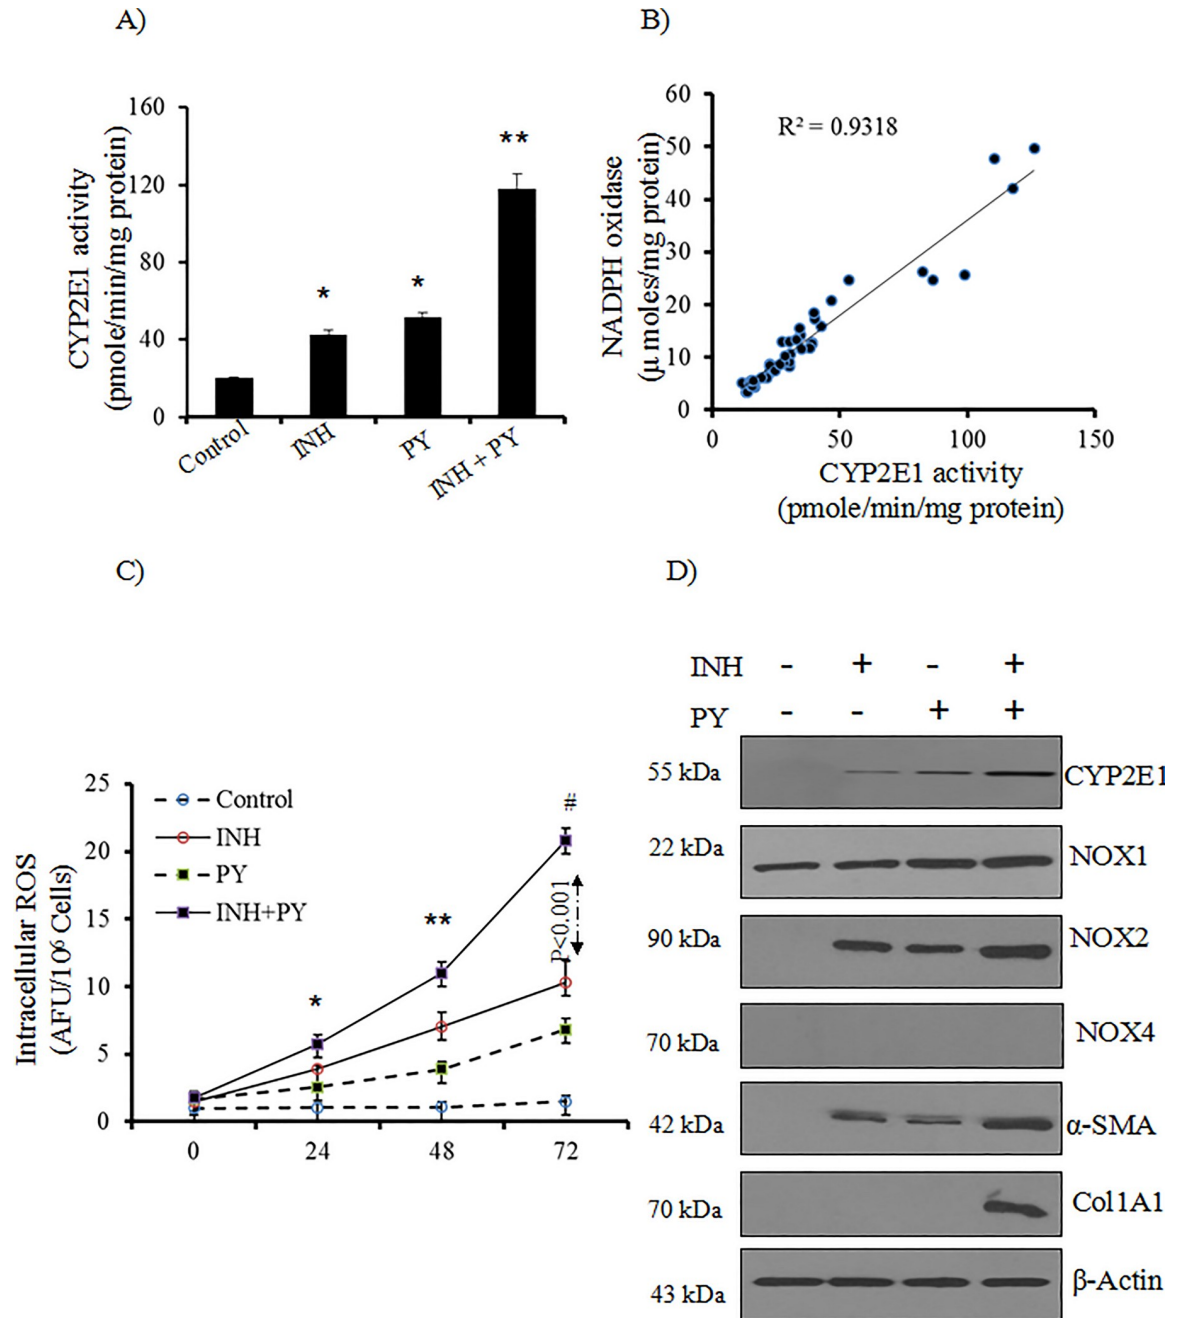 A)
B)
160
120
80
40
0
CYP2E1 activity
(pmole/min/mg protein)
*
*
**
Control
INH
PY
INH + PY
60
50
40
30
20
10
0
NADPH oxidase
(µ moles/mg protein)
R² = 0.9318
0
50
100
150
CYP2E1 activity
(pmole/min/mg protein)
C)
D)
25
20
15
10
5
0
Intracellular ROS
(AFU/10⁶ Cells)
Control
INH
PY
INH+PY
*
**
#
P<0.001
0
24
48
72
INH - + - +
PY - - + +
55 kDa CYP2E1
22 kDa NOX1
90 kDa NOX2
70 kDa NOX4
42 kDa α-SMA
70 kDa Col1A1
43 kDa β-Actin